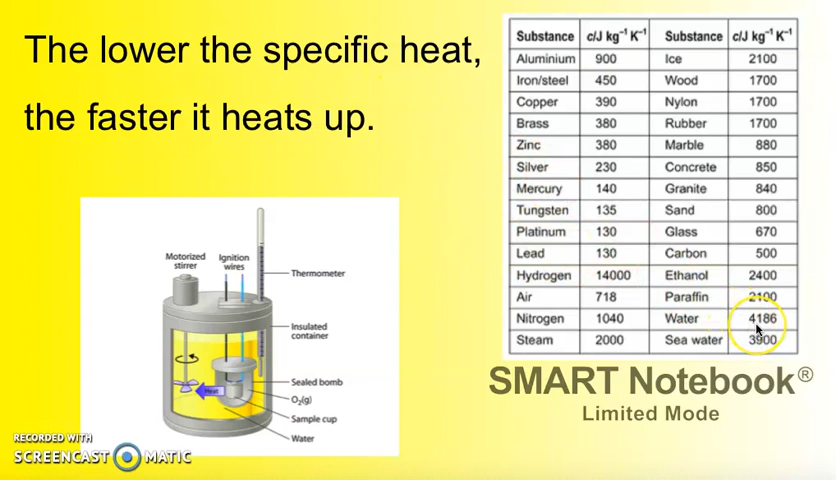 The lower the specific heat,
the faster it heats up.
Substance c/J kg⁻¹ K⁻¹ Substance c/J kg⁻¹ K⁻¹
Aluminium 900 Ice 2100
Iron/steel 450 Wood 1700
Copper 390 Nylon 1700
Brass 380 Rubber 1700
Zinc 380 Marble 880
Silver 230 Concrete 850
Mercury 140 Granite 840
Tungsten 135 Sand 800
Platinum 130 Glass 670
Lead 130 Carbon 500
Hydrogen 14000 Ethanol 2400
Air 718 Paraffin 2100
Nitrogen 1040 Water 4186
Steam 2000 Sea water 3900
Motorized
stirrer
Ignition
wires
Thermometer
Insulated
container
Sealed bomb
Heat
O₂(g)
Sample cup
Water
SMART Notebook®
Limited Mode
RECORDED WITH
SCREENCAST MATIC